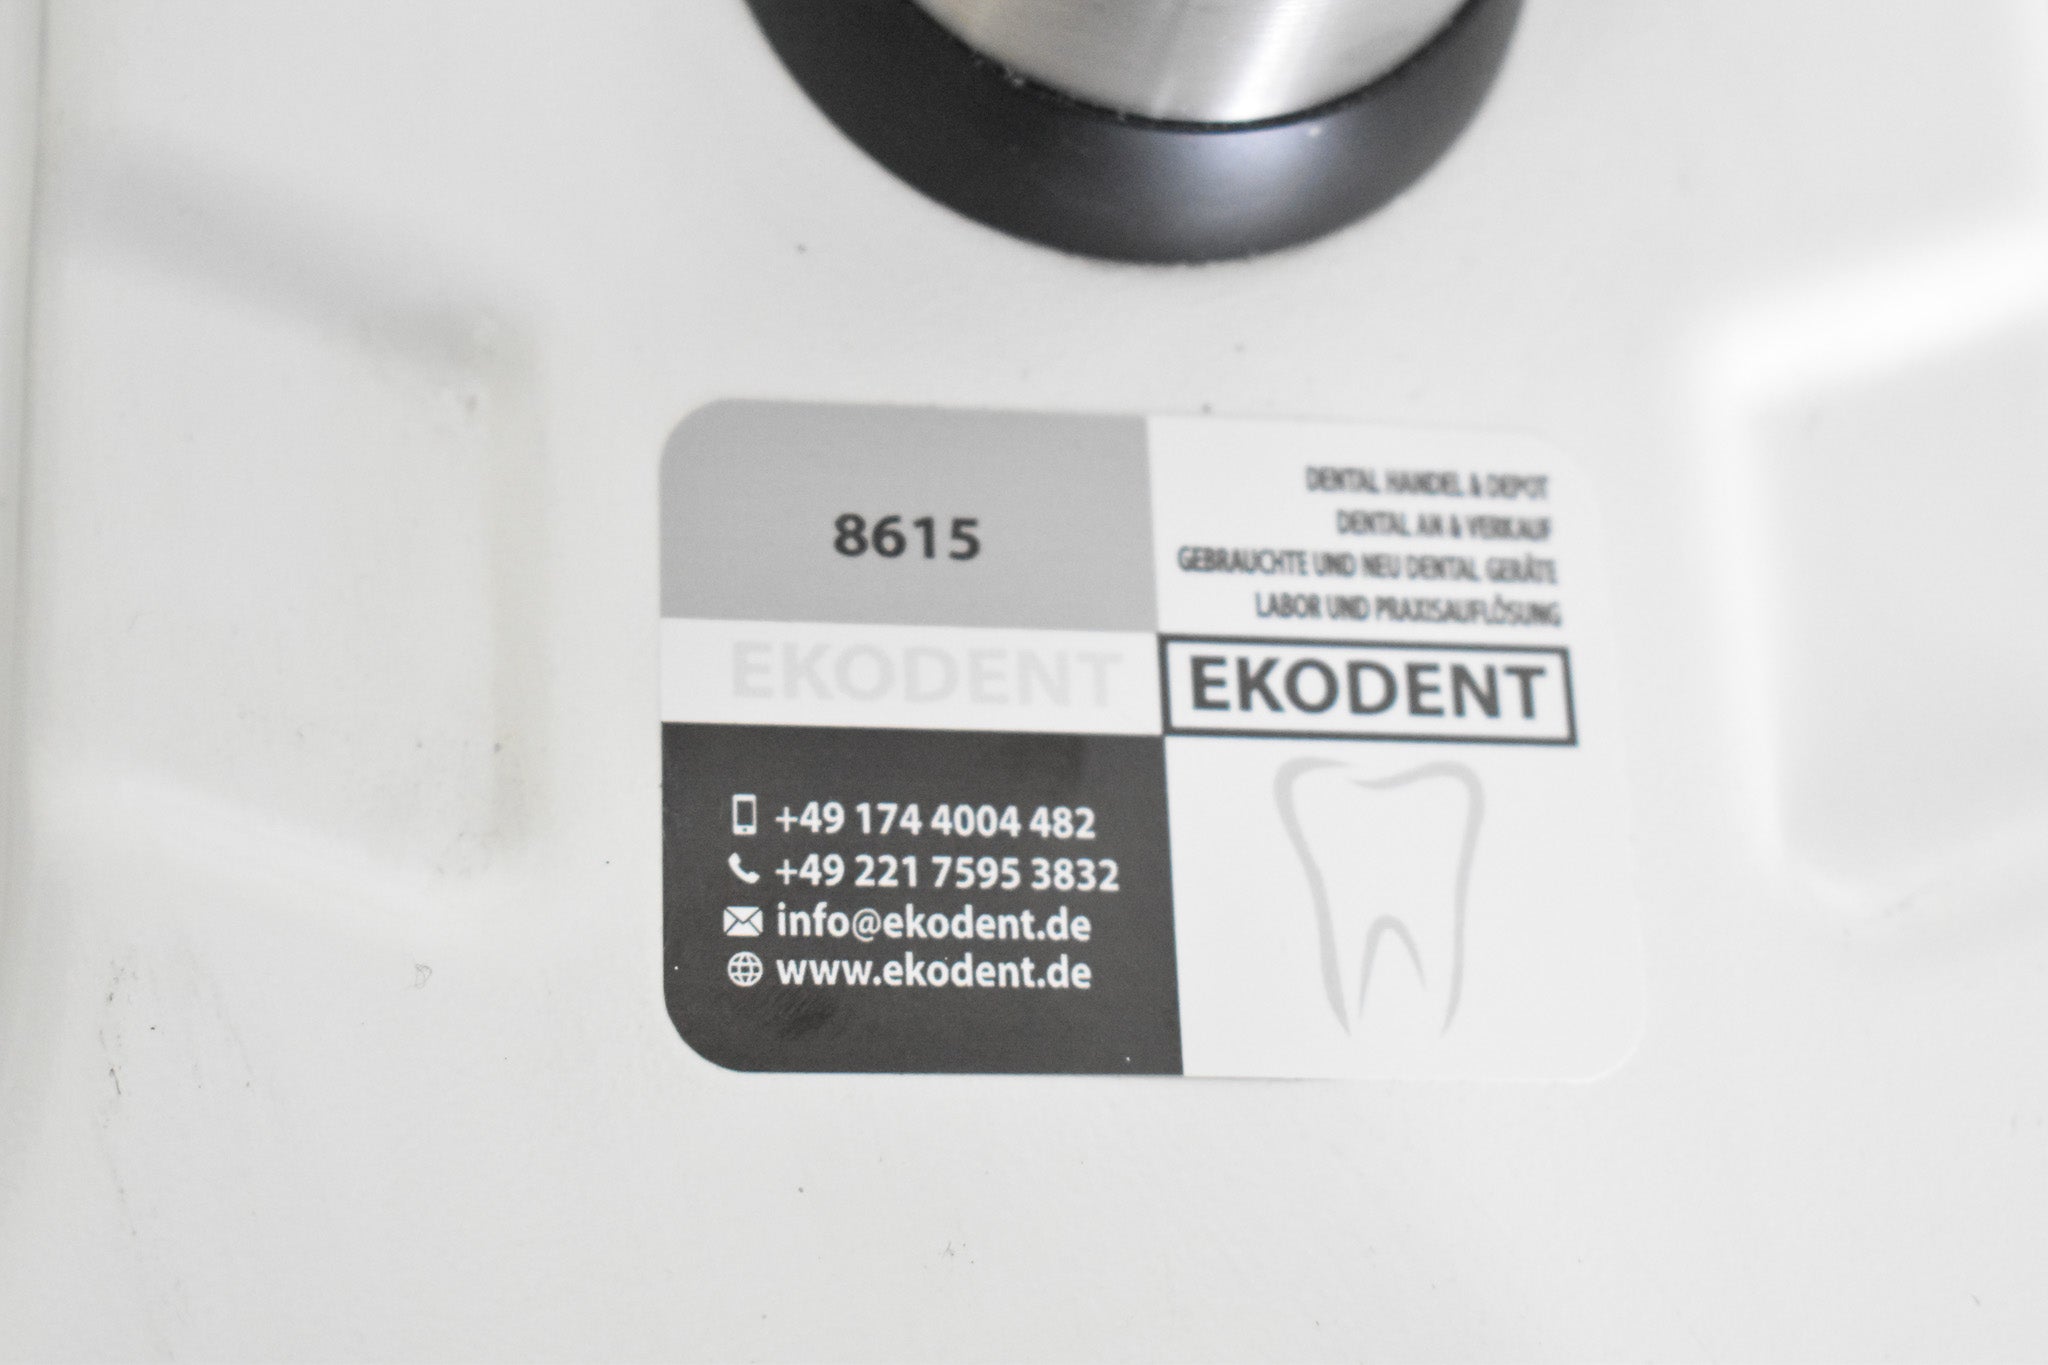 8615
DENTAL HANDEL & DEPOT
DENTAL AN & VERKAUF
GEBRAUCHTE UND NEU DENTAL GERÄTE
LABOR UND PRAXISAUFLÖSUNG
EKODENT
EKODENT
+49 174 4004 482
+49 221 7595 3832
info@ekodent.de
www.ekodent.de